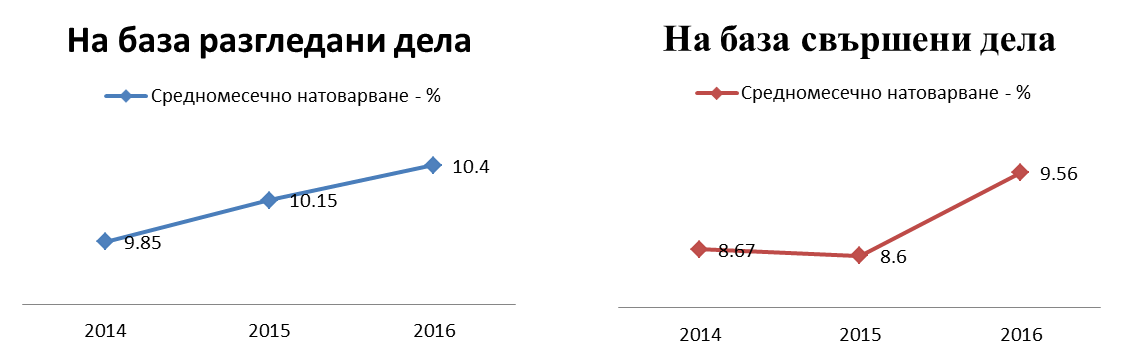 На база разгледани дела
Средномесечно натоварване - %
10.4
10.15
9.85
2014 2015 2016
На база свършени дела
Средномесечно натоварване - %
9.56
8.67
8.6
2014 2015 2016